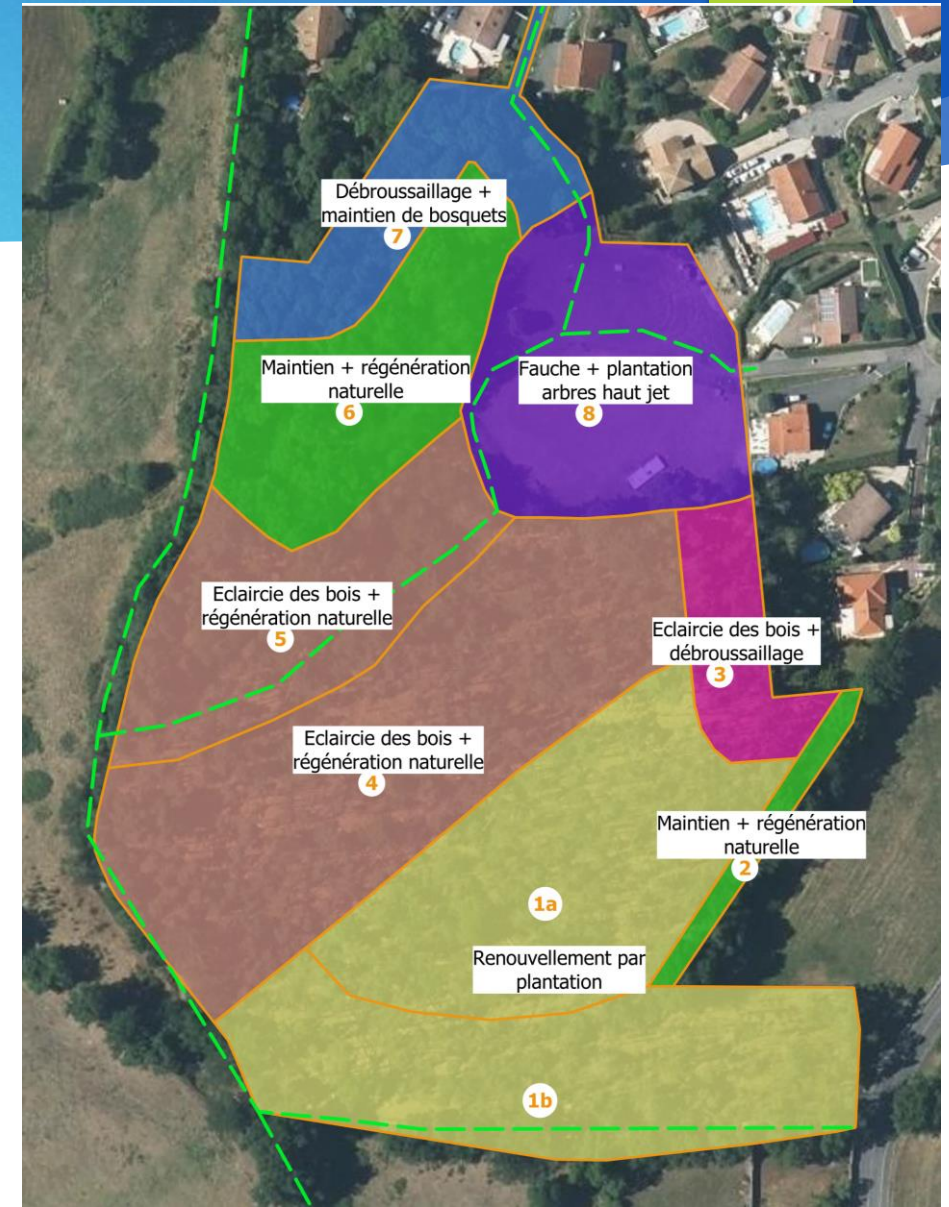 Débroussaillage +
maintien de bosquets
7
Maintien + régénération
naturelle
6
Fauche + plantation
arbres haut jet
8
Eclaircie des bois +
régénération naturelle
5
Eclaircie des bois +
débroussaillage
3
Eclaircie des bois +
régénération naturelle
4
Maintien + régénération
naturelle
2
1a
Renouvellement par
plantation
1b